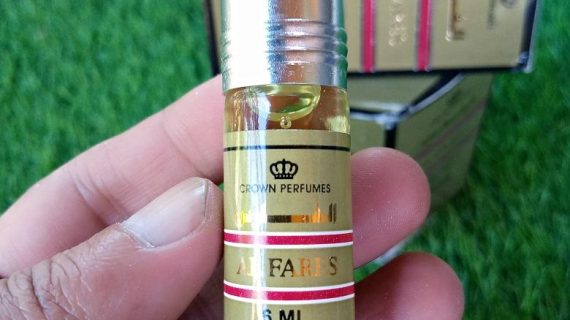 CROWN PERFUMES
AL FARES
6 ML